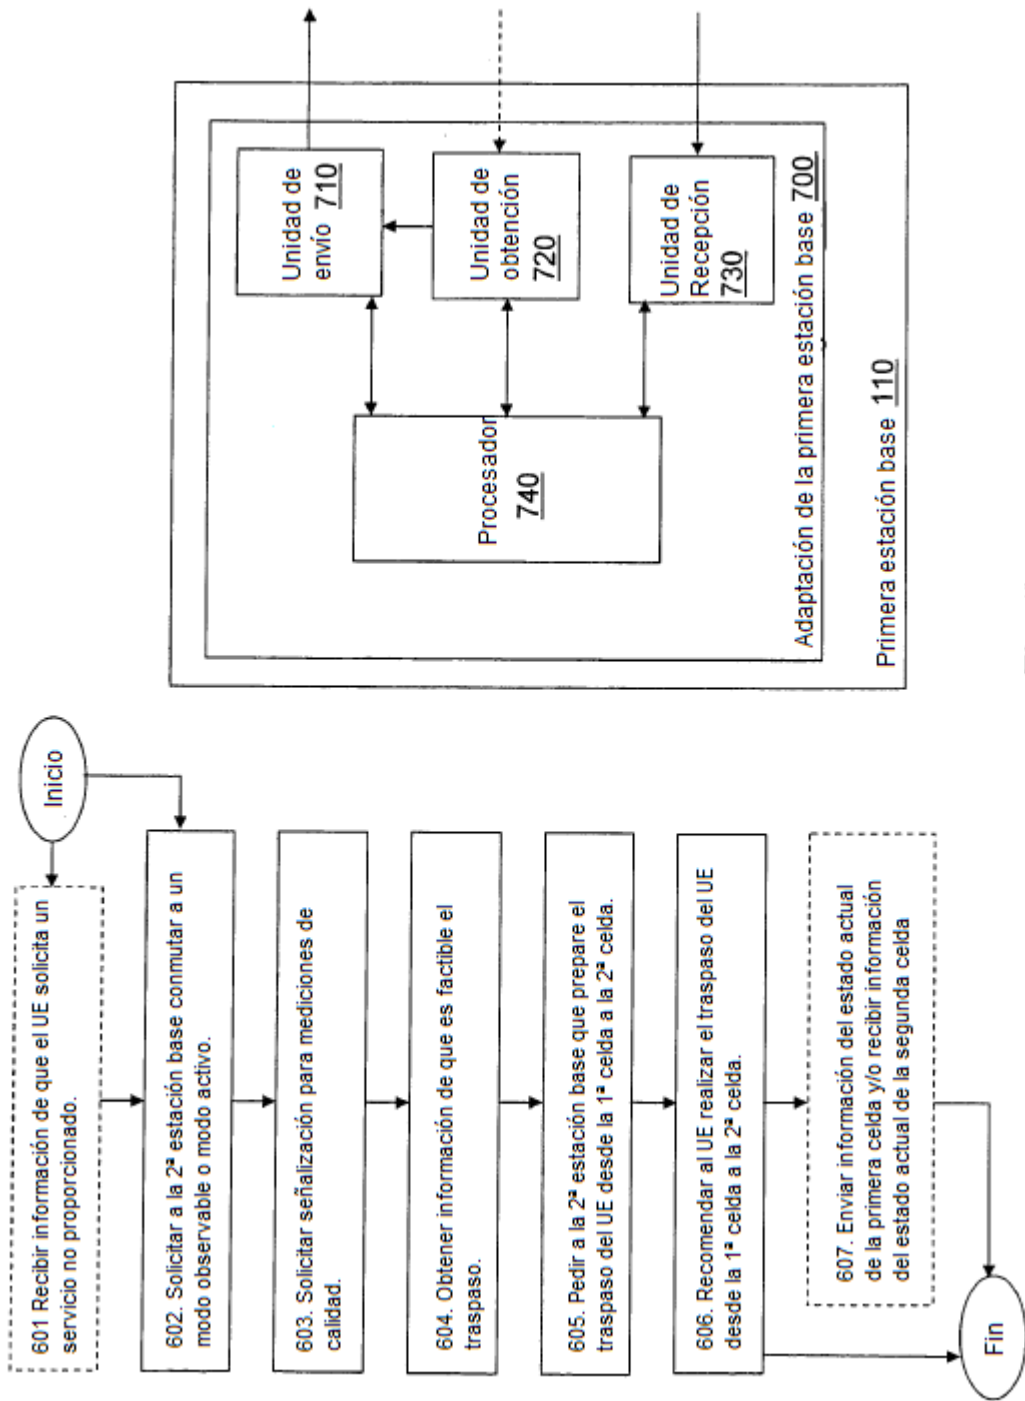 Inicio
601 Recibir información de que el UE solicita un
servicio no proporcionado.
602. Solicitar a la 2ª estación base conmutar a un
modo observable o modo activo.
603. Solicitar señalización para mediciones de
calidad.
604. Obtener información de que es factible el
traspaso.
605. Pedir a la 2ª estación base que prepare el
traspaso del UE desde la 1ª celda a la 2ª celda.
606. Recomendar al UE realizar el traspaso del UE
desde la 1ª celda a la 2ª celda.
607. Enviar información del estado actual
de la primera celda y/o recibir información
del estado actual de la segunda celda
Fin
Unidad de
envío 710
Unidad de
obtención
720
Unidad de
Recepción
730
Procesador
740
Adaptación de la primera estación base 700
Primera estación base 110